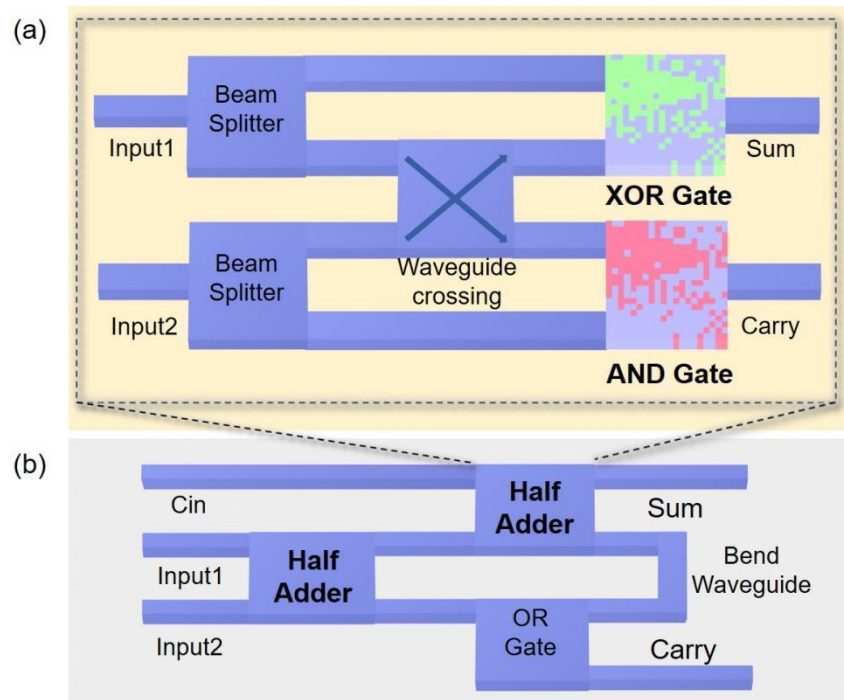 (a)
Beam
Splitter
Input1
Sum
XOR Gate
Beam
Splitter
Waveguide
crossing
Input2
Carry
AND Gate
(b)
Cin
Half
Adder
Sum
Input1
Half
Adder
Bend
Waveguide
Input2
OR
Gate
Carry